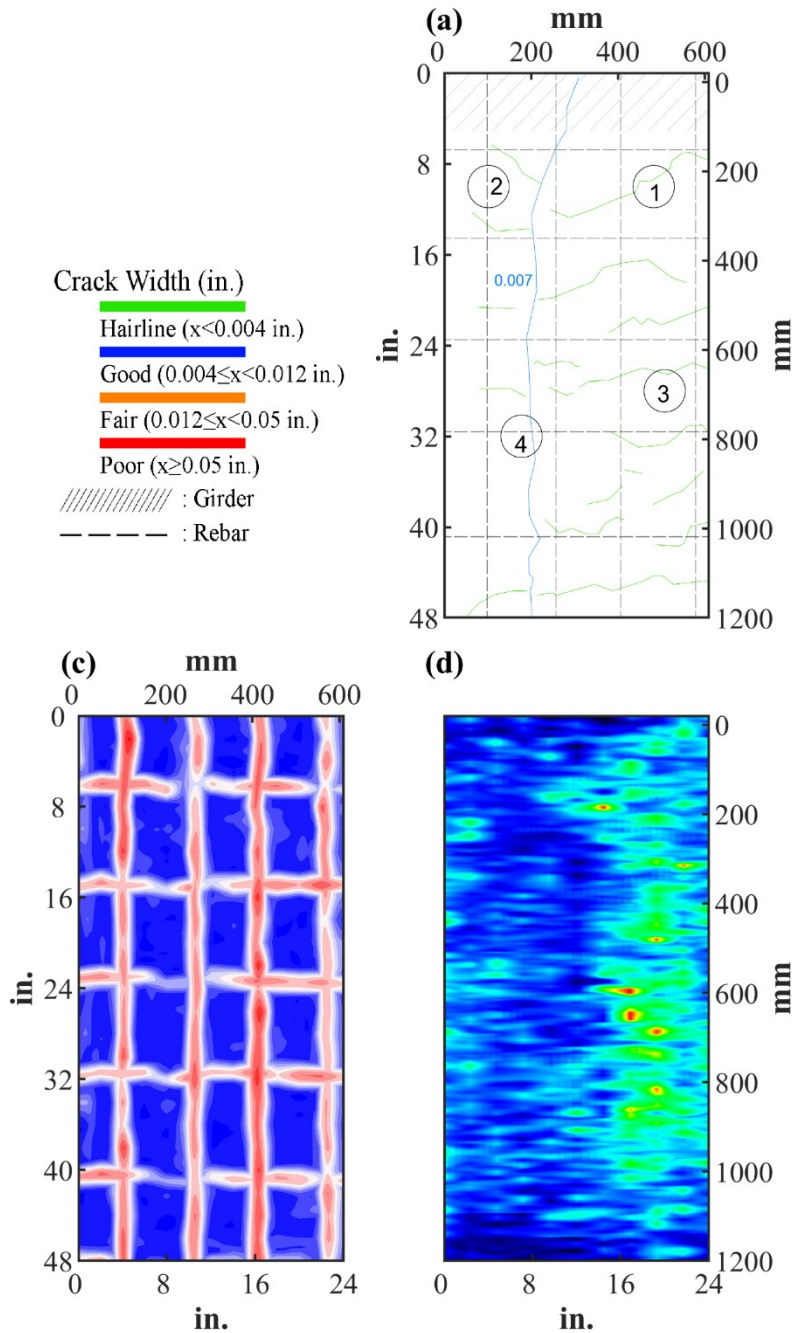 (a)
mm
0 200 400 600
0
8
16
24
32
40
48
in.
0
200
400
600
800
1000
1200
mm
2
1
0.007
3
4
Crack Width (in.)
Hairline (x<0.004 in.)
Good (0.004≤x<0.012 in.)
Fair (0.012≤x<0.05 in.)
Poor (x≥0.05 in.)
: Girder
: Rebar
(c)
mm
0 200 400 600
0
8
16
24
32
40
48
in.
0 8 16 24
in.
(d)
0
200
400
600
800
1000
1200
mm
0 8 16 24
in.